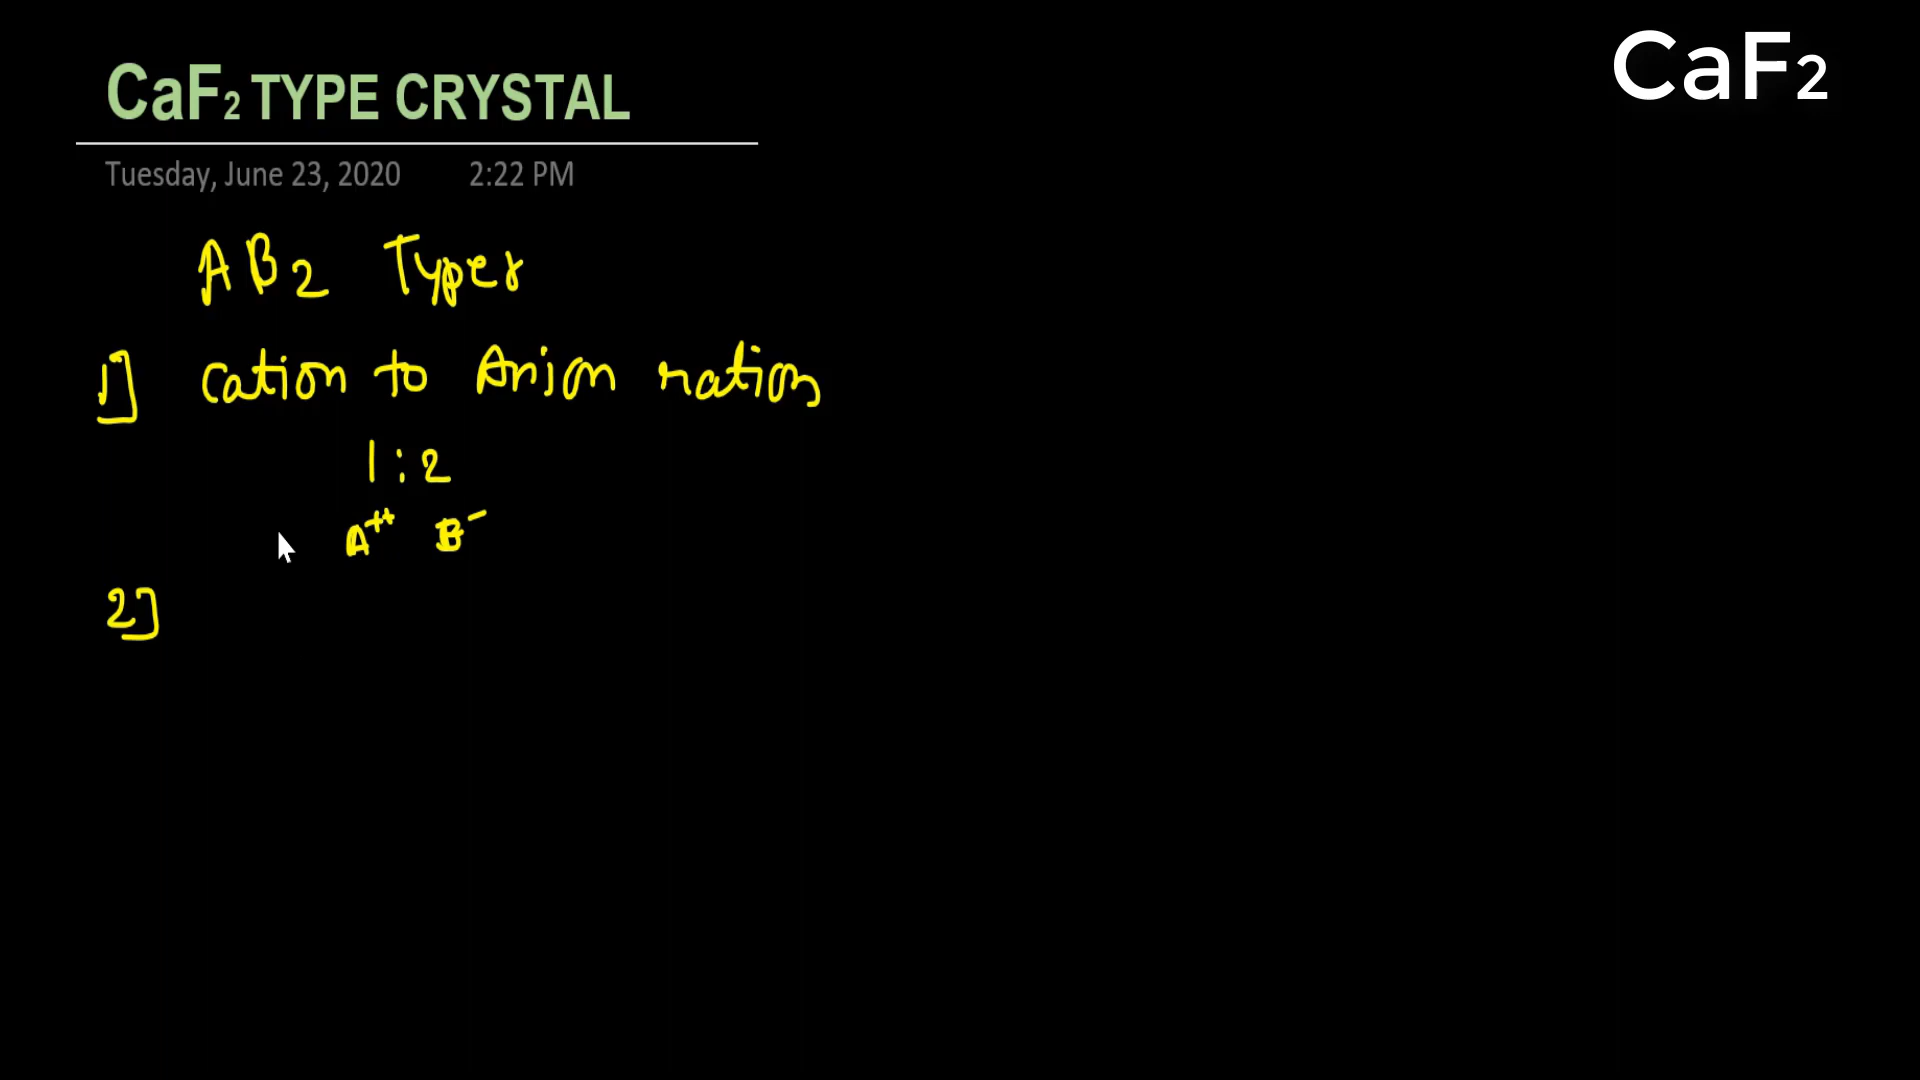 CaF₂ TYPE CRYSTAL
CaF₂
Tuesday, June 23, 2020 2:22 PM
AB₂ Types
1] cation to Anion ration
1 : 2
A⁺⁺ B⁻
2]